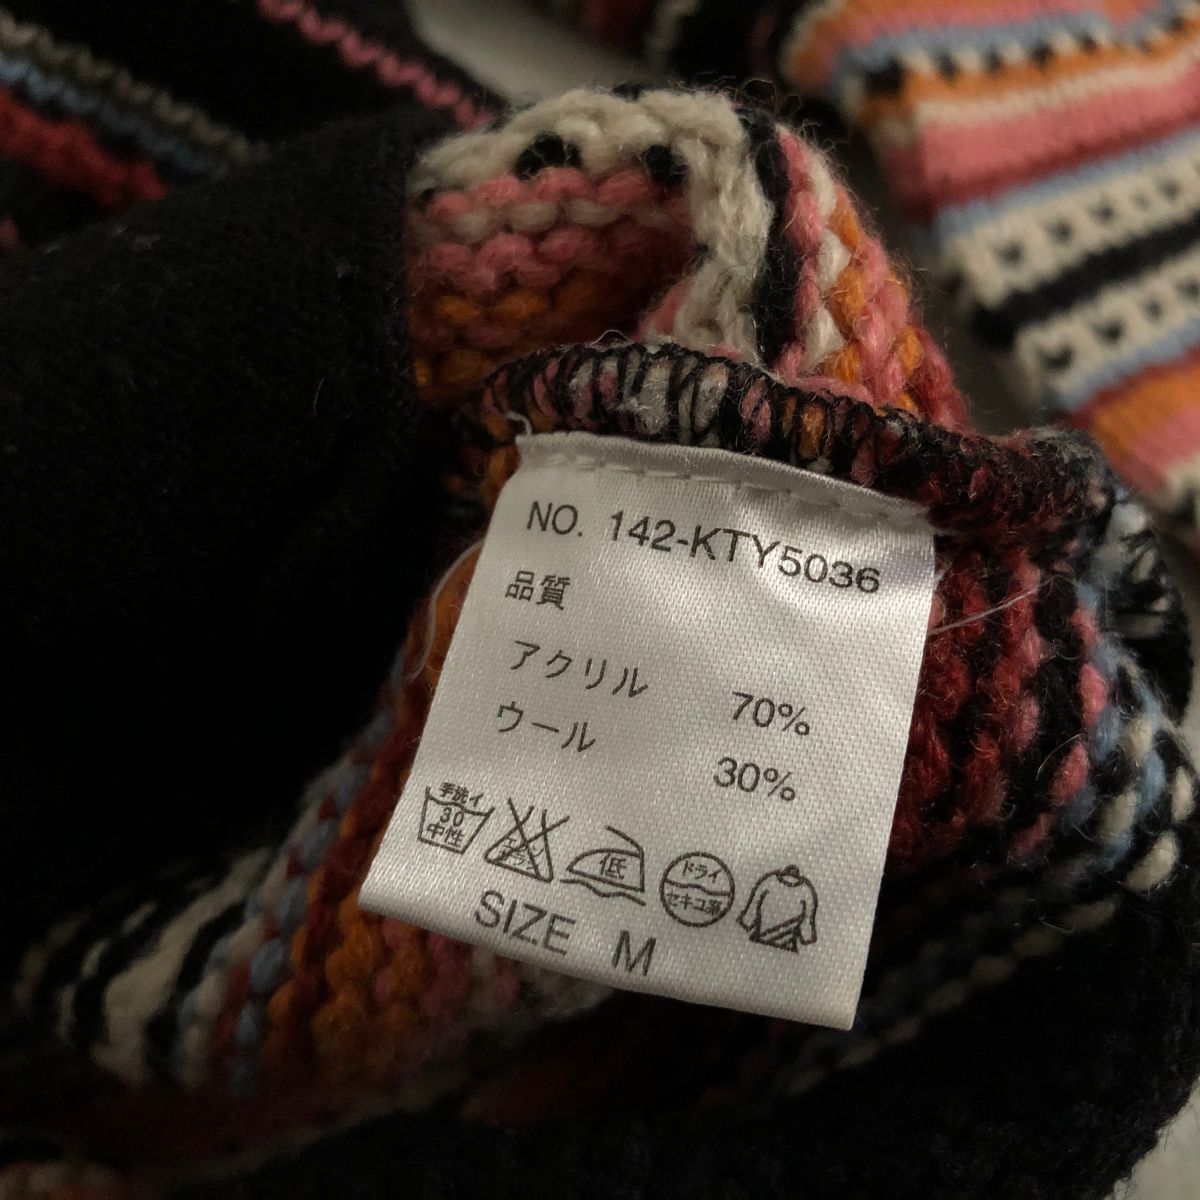 NO. 142-KTY5036
品質
アクリル 70%
ウール 30%
手洗イ
30
中性
低
ドライ
セキユ系
SIZE M